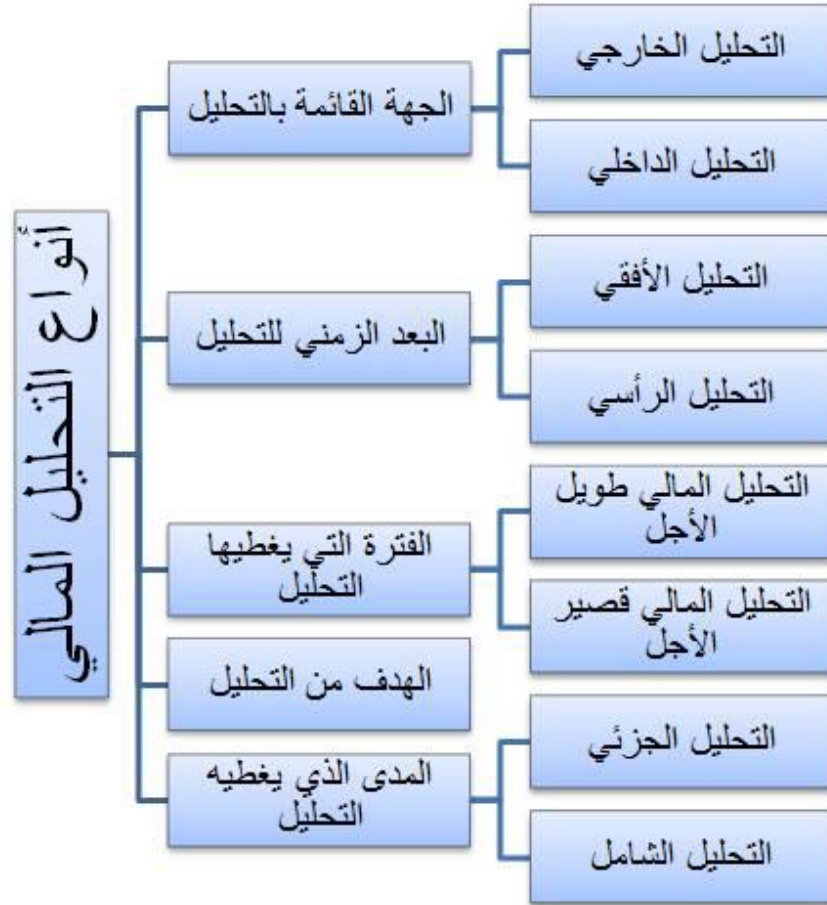 أنواع التحليل المالي
الجهة القائمة بالتحليل
التحليل الخارجي
التحليل الداخلي
البعد الزمني للتحليل
التحليل الأفقي
التحليل الرأسي
الفترة التي يغطيها
التحليل
التحليل المالي طويل
الأجل
التحليل المالي قصير
الأجل
الهدف من التحليل
المدى الذي يغطيه
التحليل
التحليل الجزئي
التحليل الشامل